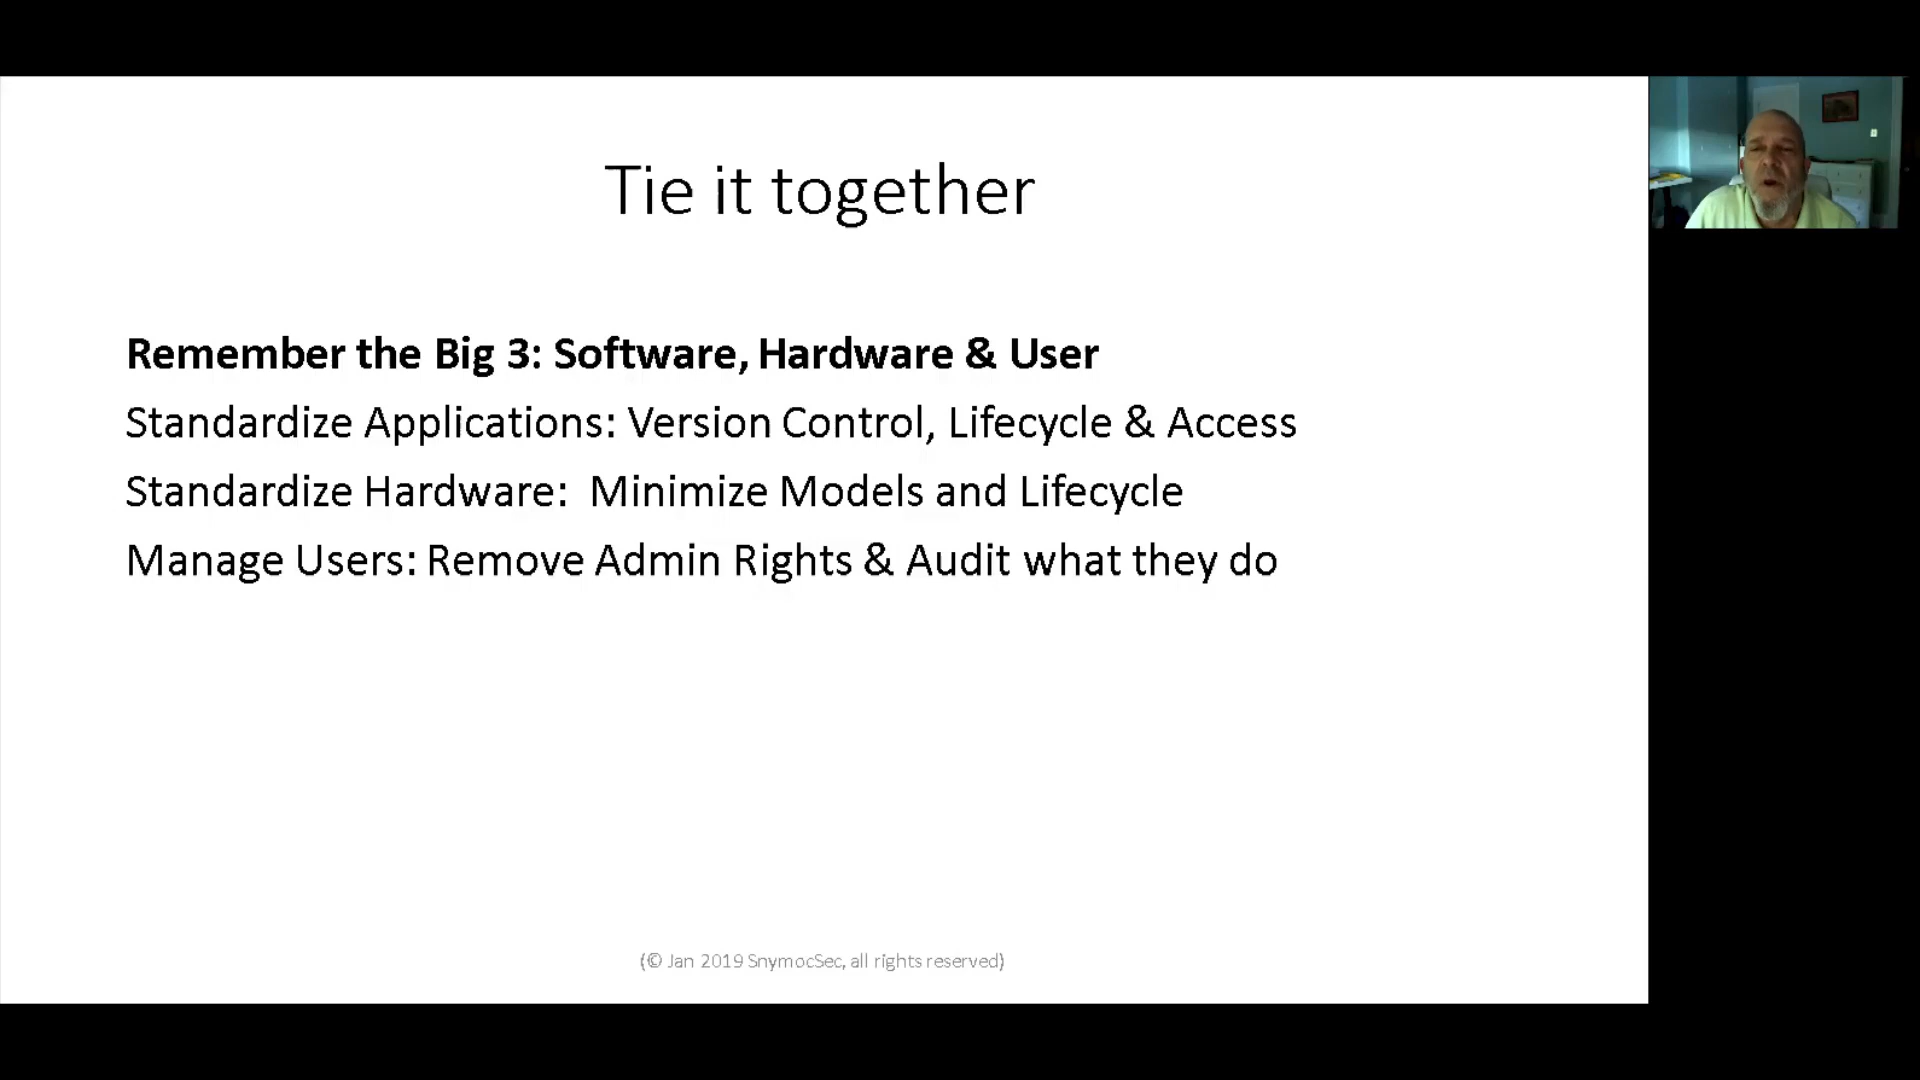 Tie it together
Remember the Big 3: Software, Hardware & User
Standardize Applications: Version Control, Lifecycle & Access
Standardize Hardware:  Minimize Models and Lifecycle
Manage Users: Remove Admin Rights & Audit what they do
(© Jan 2019 SnymocSec, all rights reserved)